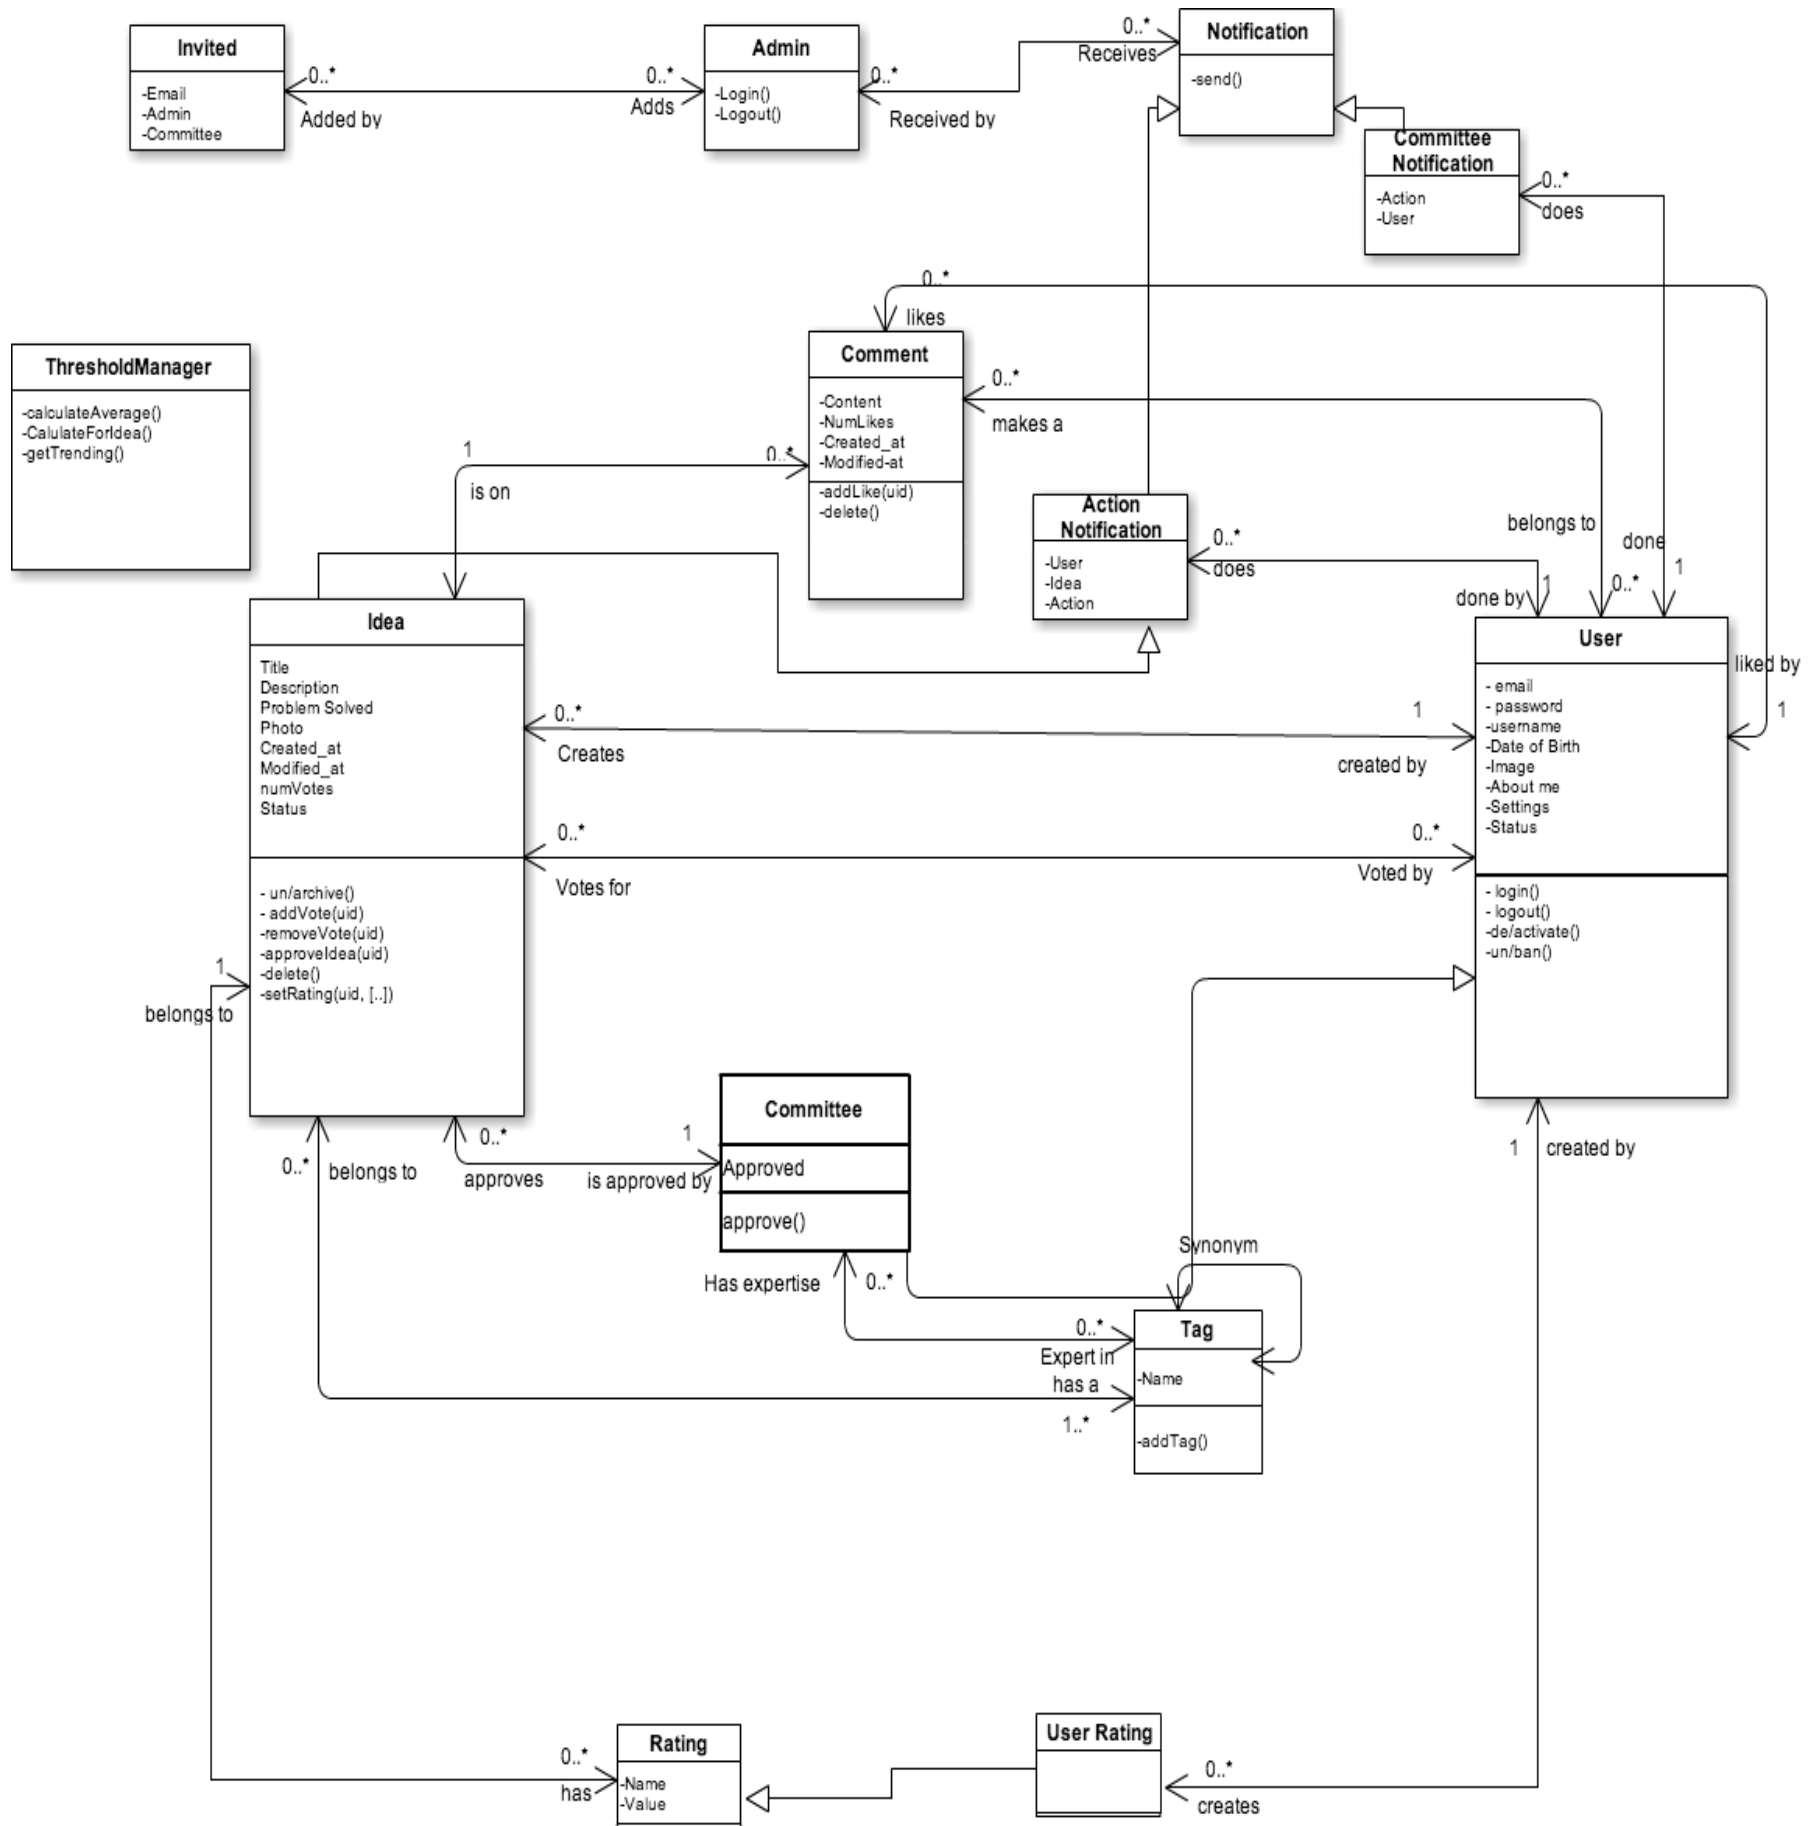 Invited
-Email
-Admin
-Committee
0..*
Added by
0..*
Adds
Admin
-Login()
-Logout()
0..*
Received by
0..*
Receives
Notification
-send()
Committee
Notification
-Action
-User
0..*
does
ThresholdManager
-calculateAverage()
-CalulateForIdea()
-getTrending()
0..*
likes
Comment
-Content
-NumLikes
-Created_at
-Modified-at
-addLike(uid)
-delete()
0..*
makes a
1
is on
0..*
Action
Notification
-User
-Idea
-Action
0..*
does
belongs to
0..*
done
1
done by
1
Idea
Title
Description
Problem Solved
Photo
Created_at
Modified_at
numVotes
Status
- un/archive()
- addVote(uid)
-removeVote(uid)
-approveIdea(uid)
-delete()
-setRating(uid, [..])
User
- email
- password
-username
-Date of Birth
-Image
-About me
-Settings
-Status
- login()
- logout()
-de/activate()
-un/ban()
liked by
1
0..*
Creates
1
created by
0..*
Votes for
0..*
Voted by
1
belongs to
0..*
belongs to
0..*
approves
1
is approved by
Committee
Approved
approve()
Has expertise
0..*
1
created by
Synonym
Tag
-Name
-addTag()
0..*
Expert in
has a
1..*
0..*
has
Rating
-Name
-Value
User Rating
0..*
creates